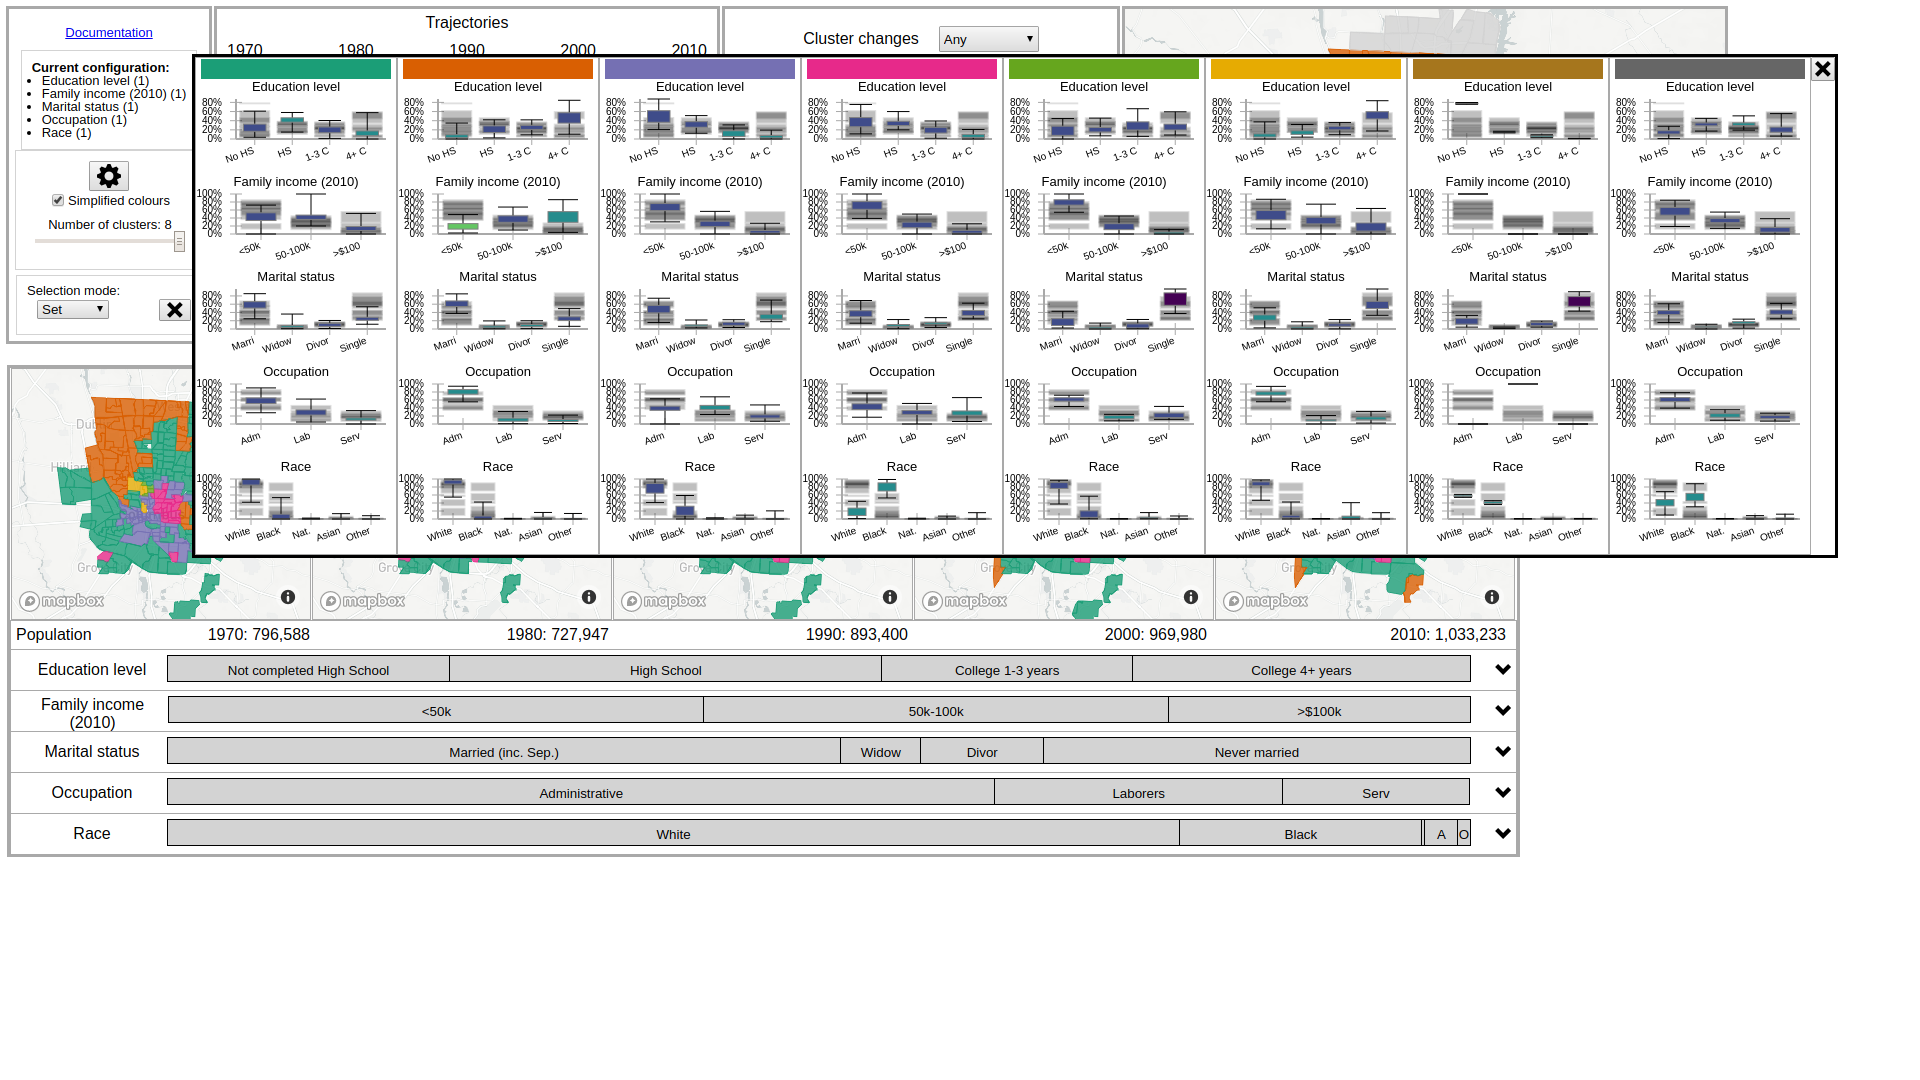 Documentation
Current configuration:
Education level (1)
Family income (2010) (1)
Marital status (1)
Occupation (1)
Race (1)
Simplified colours
Number of clusters: 8
Selection mode:
Set
Trajectories
1970 1980 1990 2000 2010
Cluster changes Any
Education level Education level Education level Education level Education level Education level Education level Education level
80% 80% 80% 80% 80% 80% 80% 80%
60% 60% 60% 60% 60% 60% 60% 60%
40% 40% 40% 40% 40% 40% 40% 40%
20% 20% 20% 20% 20% 20% 20% 20%
0% 0% 0% 0% 0% 0% 0% 0%
No HS HS 1-3 C 4+ C No HS HS 1-3 C 4+ C No HS HS 1-3 C 4+ C No HS HS 1-3 C 4+ C No HS HS 1-3 C 4+ C No HS HS 1-3 C 4+ C No HS HS 1-3 C 4+ C No HS HS 1-3 C 4+ C
Family income (2010) Family income (2010) Family income (2010) Family income (2010) Family income (2010) Family income (2010) Family income (2010) Family income (2010)
100% 100% 100% 100% 100% 100% 100% 100%
80% 80% 80% 80% 80% 80% 80% 80%
60% 60% 60% 60% 60% 60% 60% 60%
40% 40% 40% 40% 40% 40% 40% 40%
20% 20% 20% 20% 20% 20% 20% 20%
0% 0% 0% 0% 0% 0% 0% 0%
<50k 50-100k >$100 <50k 50-100k >$100 <50k 50-100k >$100 <50k 50-100k >$100 <50k 50-100k >$100 <50k 50-100k >$100 <50k 50-100k >$100 <50k 50-100k >$100
Marital status Marital status Marital status Marital status Marital status Marital status Marital status Marital status
80% 80% 80% 80% 80% 80% 80% 80%
60% 60% 60% 60% 60% 60% 60% 60%
40% 40% 40% 40% 40% 40% 40% 40%
20% 20% 20% 20% 20% 20% 20% 20%
0% 0% 0% 0% 0% 0% 0% 0%
Marri Widow Divor Single Marri Widow Divor Single Marri Widow Divor Single Marri Widow Divor Single Marri Widow Divor Single Marri Widow Divor Single Marri Widow Divor Single Marri Widow Divor Single
Occupation Occupation Occupation Occupation Occupation Occupation Occupation Occupation
100% 100% 100% 100% 100% 100% 100% 100%
80% 80% 80% 80% 80% 80% 80% 80%
60% 60% 60% 60% 60% 60% 60% 60%
40% 40% 40% 40% 40% 40% 40% 40%
20% 20% 20% 20% 20% 20% 20% 20%
0% 0% 0% 0% 0% 0% 0% 0%
Adm Lab Serv Adm Lab Serv Adm Lab Serv Adm Lab Serv Adm Lab Serv Adm Lab Serv Adm Lab Serv Adm Lab Serv
Race Race Race Race Race Race Race Race
100% 100% 100% 100% 100% 100% 100% 100%
80% 80% 80% 80% 80% 80% 80% 80%
60% 60% 60% 60% 60% 60% 60% 60%
40% 40% 40% 40% 40% 40% 40% 40%
20% 20% 20% 20% 20% 20% 20% 20%
0% 0% 0% 0% 0% 0% 0% 0%
White Black Nat. Asian Other White Black Nat. Asian Other White Black Nat. Asian Other White Black Nat. Asian Other White Black Nat. Asian Other White Black Nat. Asian Other White Black Nat. Asian Other White Black Nat. Asian Other
mapbox mapbox mapbox mapbox mapbox
Population 1970: 796,588 1980: 727,947 1990: 893,400 2000: 969,980 2010: 1,033,233
Education level Not completed High School High School College 1-3 years College 4+ years
Family income
(2010) <50k 50k-100k >$100k
Marital status Married (inc. Sep.) Widow Divor Never married
Occupation Administrative Laborers Serv
Race White Black A O